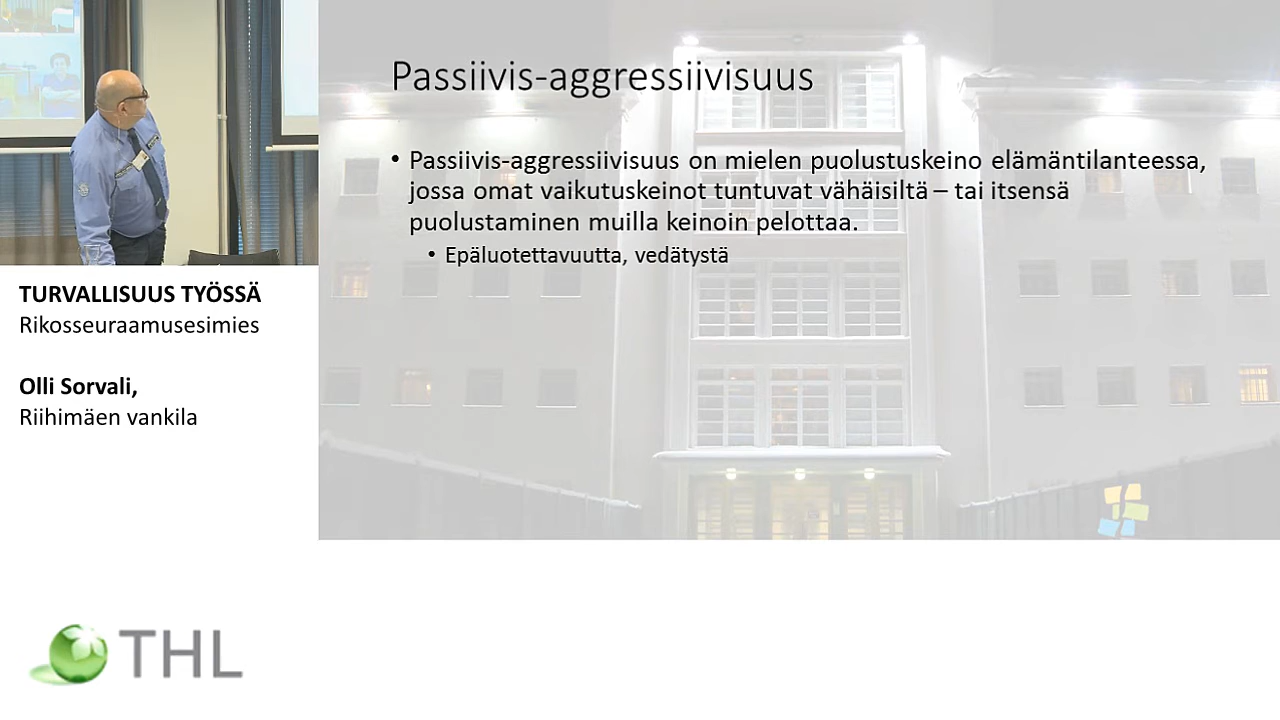 Passiivis-aggressiivisuus
• Passiivis-aggressiivisuus on mielen puolustuskeino elämäntilanteessa,
jossa omat vaikutuskeinot tuntuvat vähäisiltä – tai itsensä
puolustaminen muilla keinoin pelottaa.
• Epäluotettavuutta, vedätystä
TURVALLISUUS TYÖSSÄ
Rikosseuraamusesimies
Olli Sorvali,
Riihimäen vankila
THL